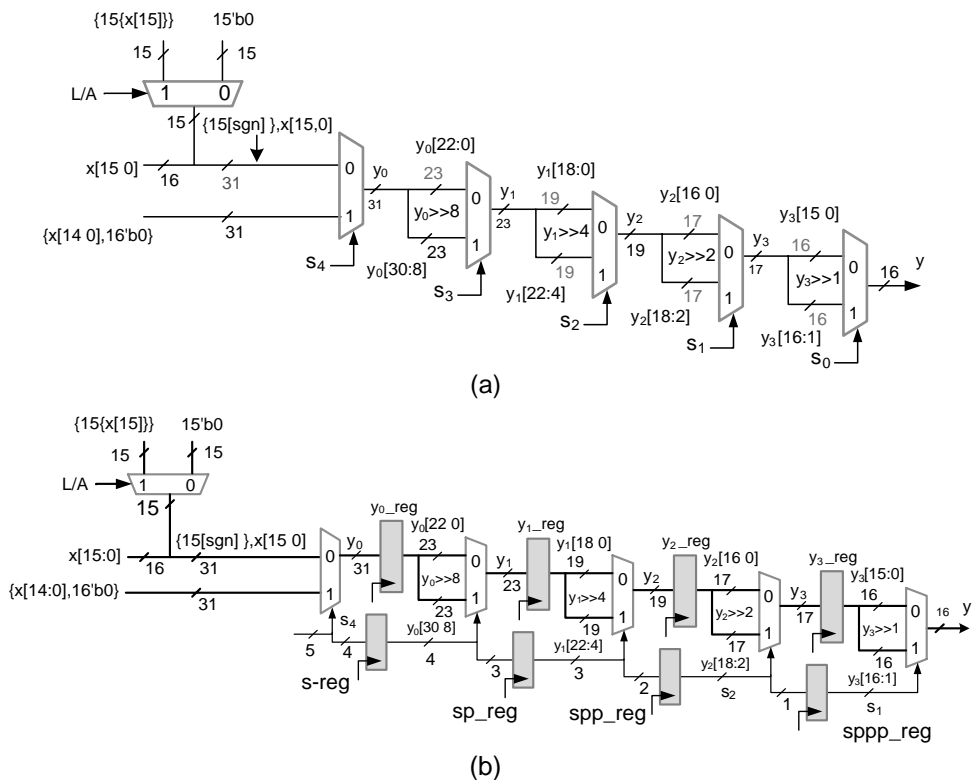 {15{x[15]}}
15'b0
15
15
L/A
1
0
15
{15[sgn] },x[15,0]
x[15 0]
16
31
{x[14 0],16'b0}
31
0
1
s4
y0
31
y0[22:0]
23
y0>>8
23
y0[30:8]
0
1
s3
y1
23
y1[18:0]
19
y1>>4
19
y1[22:4]
0
1
s2
y2
19
y2[16 0]
17
y2>>2
17
y2[18:2]
0
1
s1
y3
17
y3[15 0]
16
y3>>1
16
y3[16:1]
0
1
s0
16
y
(a)
{15{x[15]}}
15'b0
15
15
L/A
1
0
15
{15[sgn] },x[15 0]
x[15:0]
16
31
{x[14:0],16'b0}
31
0
1
s4
5
4
s-reg
y0
31
y0_reg
y0[22 0]
23
y0>>8
23
y0[30 8]
4
0
1
y1
23
y1_reg
3
sp_reg
y1[18 0]
19
y1>>4
19
y1[22:4]
3
0
1
y2
19
y2_reg
2
spp_reg
y2[16 0]
17
y2>>2
17
y2[18:2]
s2
0
1
y3
17
y3_reg
1
sppp_reg
y3[15:0]
16
y3>>1
16
y3[16:1]
s1
0
1
16
y
(b)